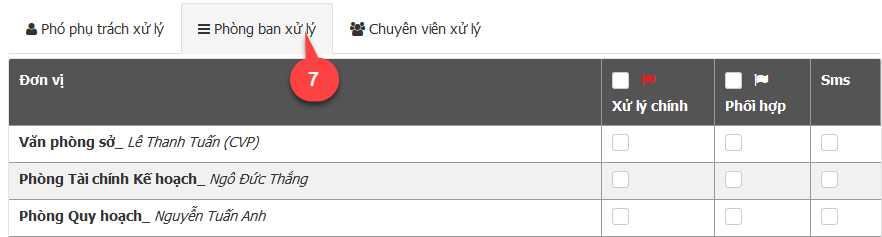 Phó phụ trách xử lý Phòng ban xử lý Chuyên viên xử lý
7
Đơn vị Xử lý chính Phối hợp Sms
Văn phòng sở_ Lê Thanh Tuấn (CVP)
Phòng Tài chính Kế hoạch_ Ngô Đức Thắng
Phòng Quy hoạch_ Nguyễn Tuấn Anh